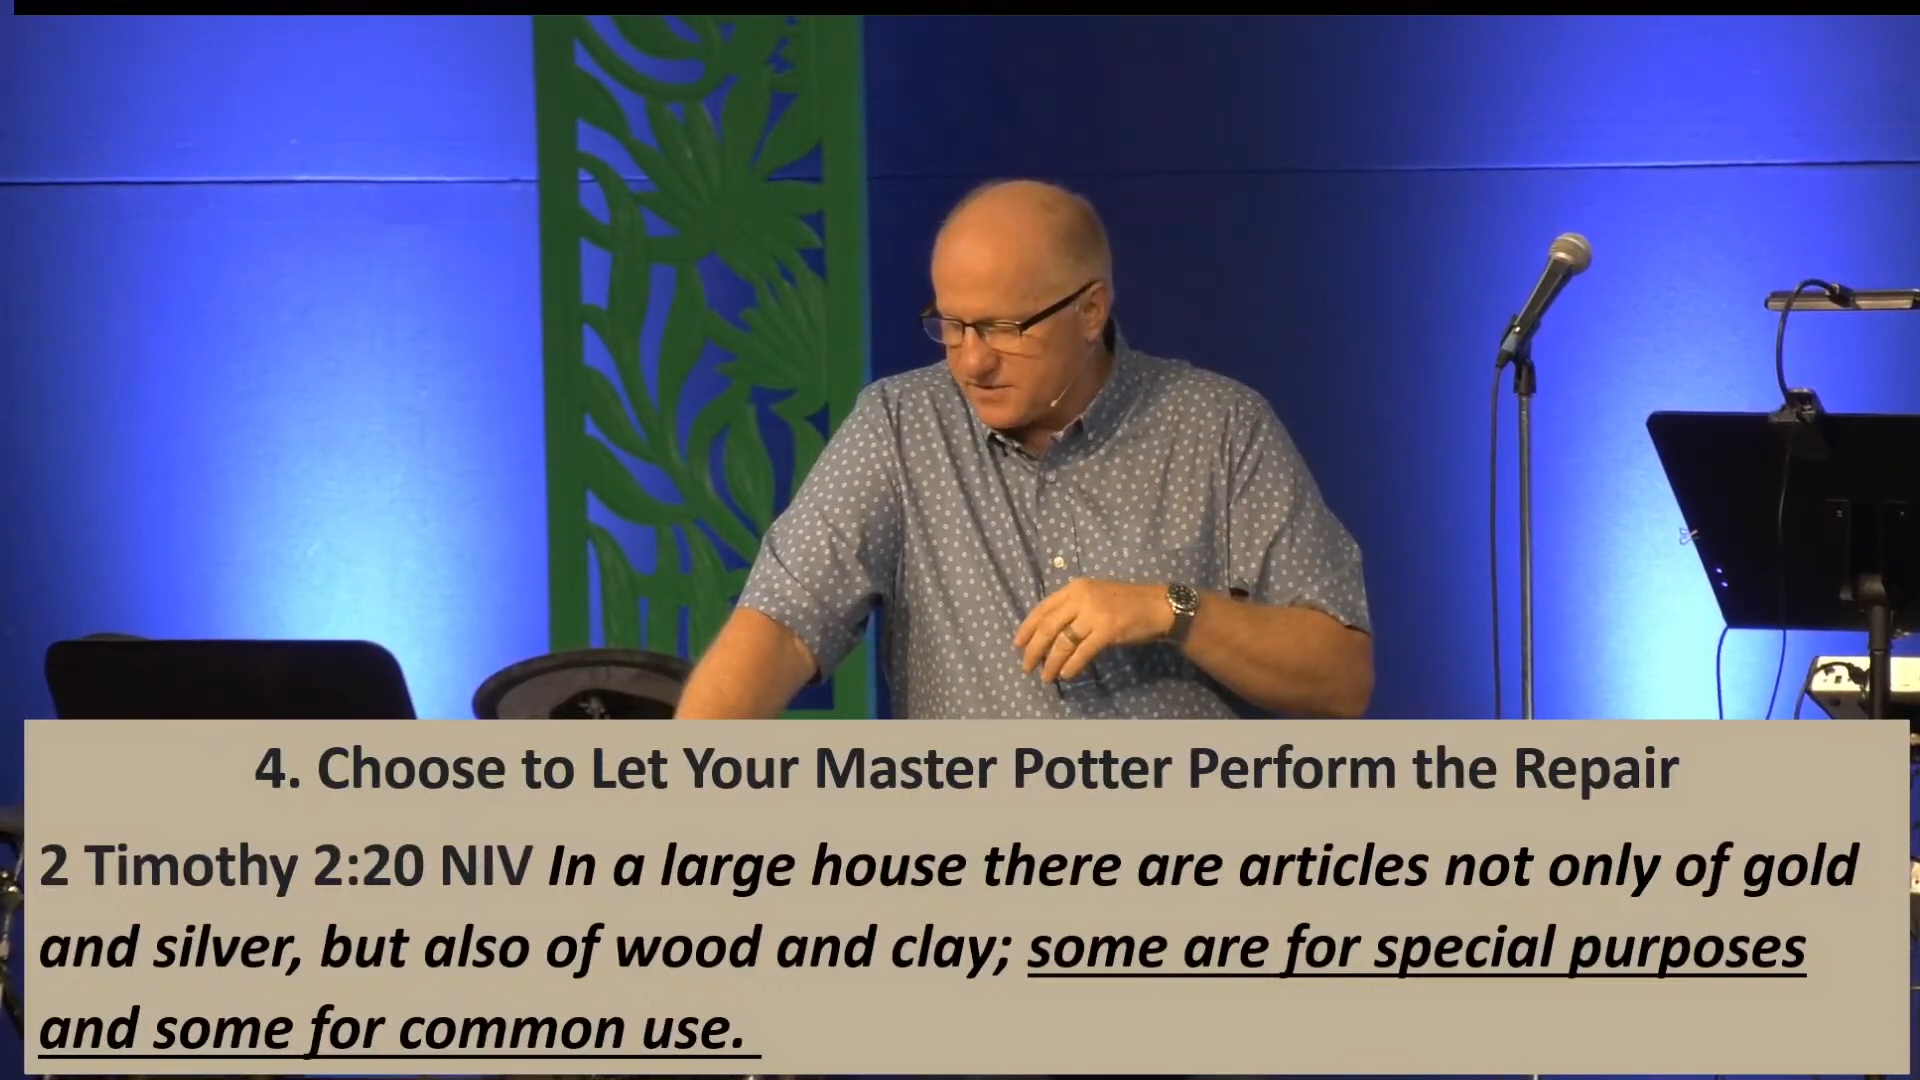 4. Choose to Let Your Master Potter Perform the Repair
2 Timothy 2:20 NIV In a large house there are articles not only of gold
and silver, but also of wood and clay; some are for special purposes
and some for common use.